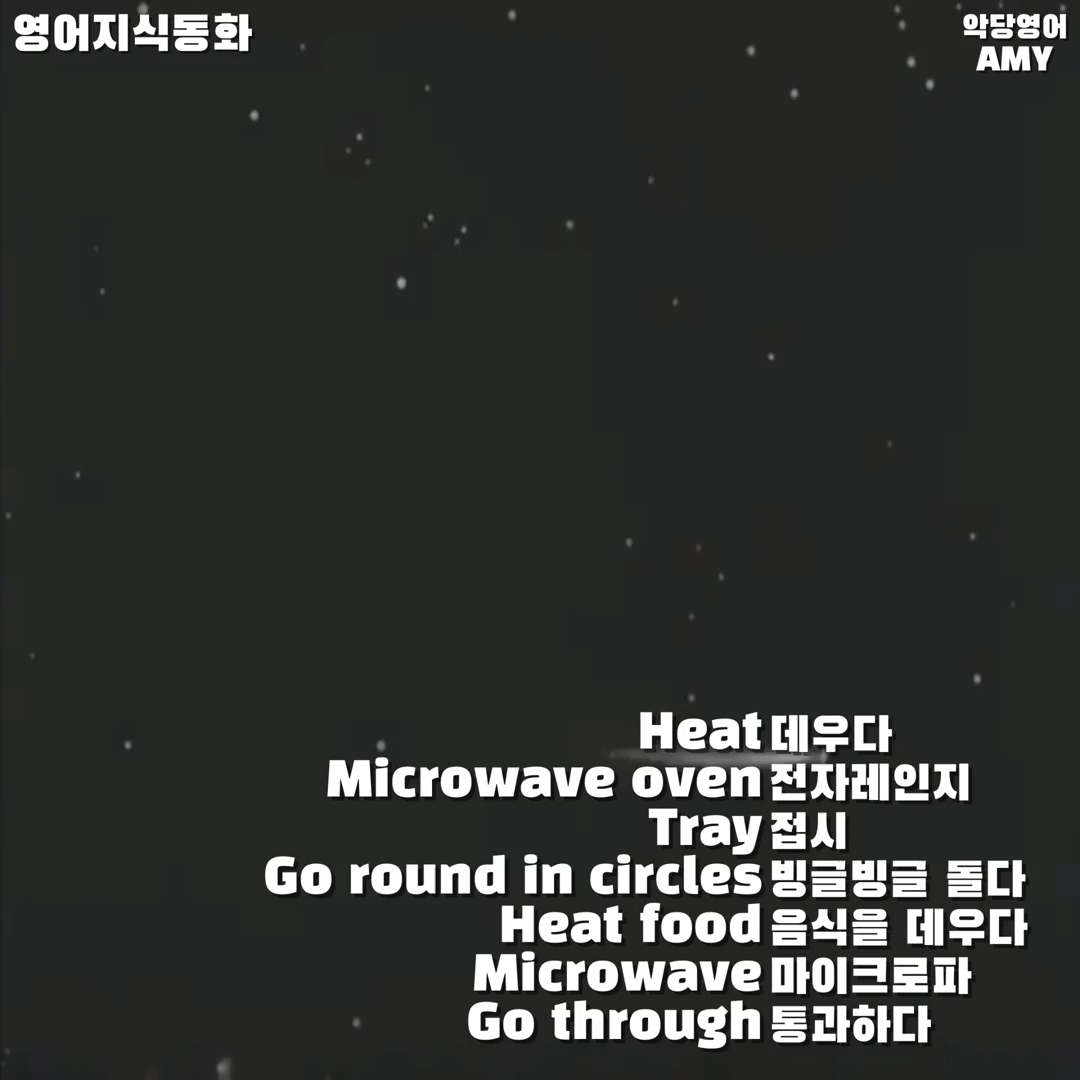 영어지식동화
악당영어
AMY
Heat 데우다
Microwave oven 전자레인지
Tray 접시
Go round in circles 빙글빙글 돌다
Heat food 음식을 데우다
Microwave 마이크로파
Go through 통과하다